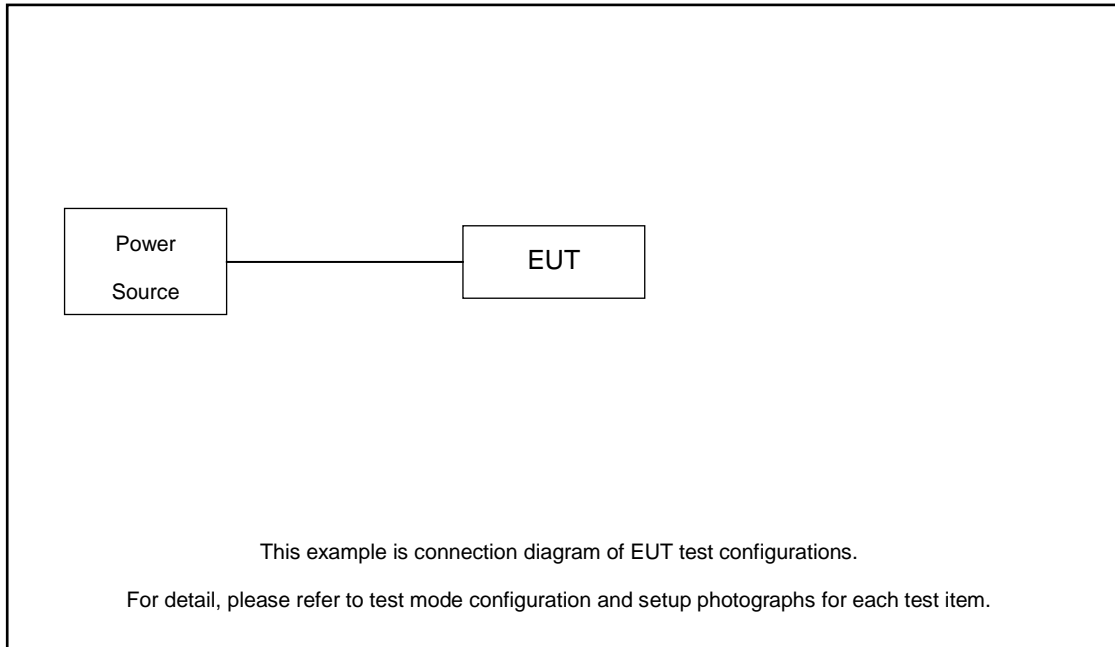 Power
Source
EUT
This example is connection diagram of EUT test configurations.
For detail, please refer to test mode configuration and setup photographs for each test item.